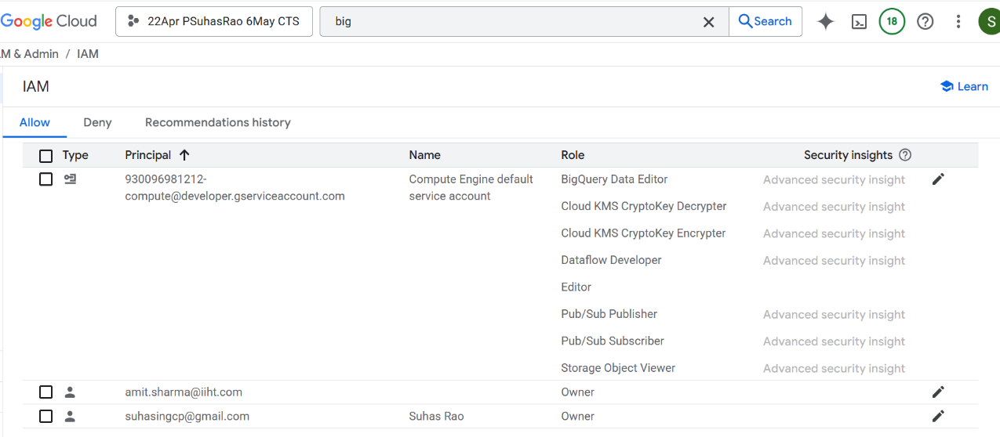 Google Cloud 22Apr PSuhasRao 6May CTS big Search 18 S
M & Admin / IAM
IAM Learn
Allow Deny Recommendations history
Type Principal Name Role Security insights
930096981212- Compute Engine default BigQuery Data Editor Advanced security insight
compute@developer.gserviceaccount.com service account
Cloud KMS CryptoKey Decrypter Advanced security insight
Cloud KMS CryptoKey Encrypter Advanced security insight
Dataflow Developer Advanced security insight
Editor
Pub/Sub Publisher Advanced security insight
Pub/Sub Subscriber Advanced security insight
Storage Object Viewer Advanced security insight
amit.sharma@iiht.com Owner
suhasingcp@gmail.com Suhas Rao Owner